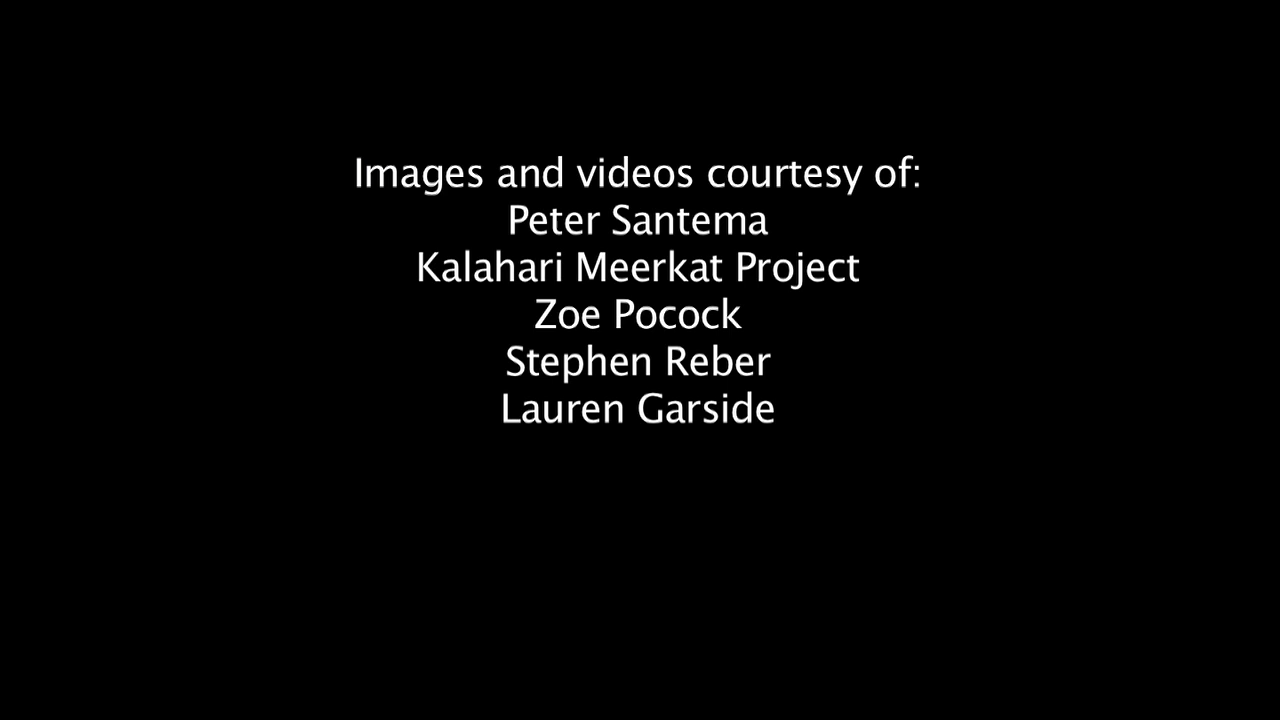 Images and videos courtesy of:
Peter Santema
Kalahari Meerkat Project
Zoe Pocock
Stephen Reber
Lauren Garside